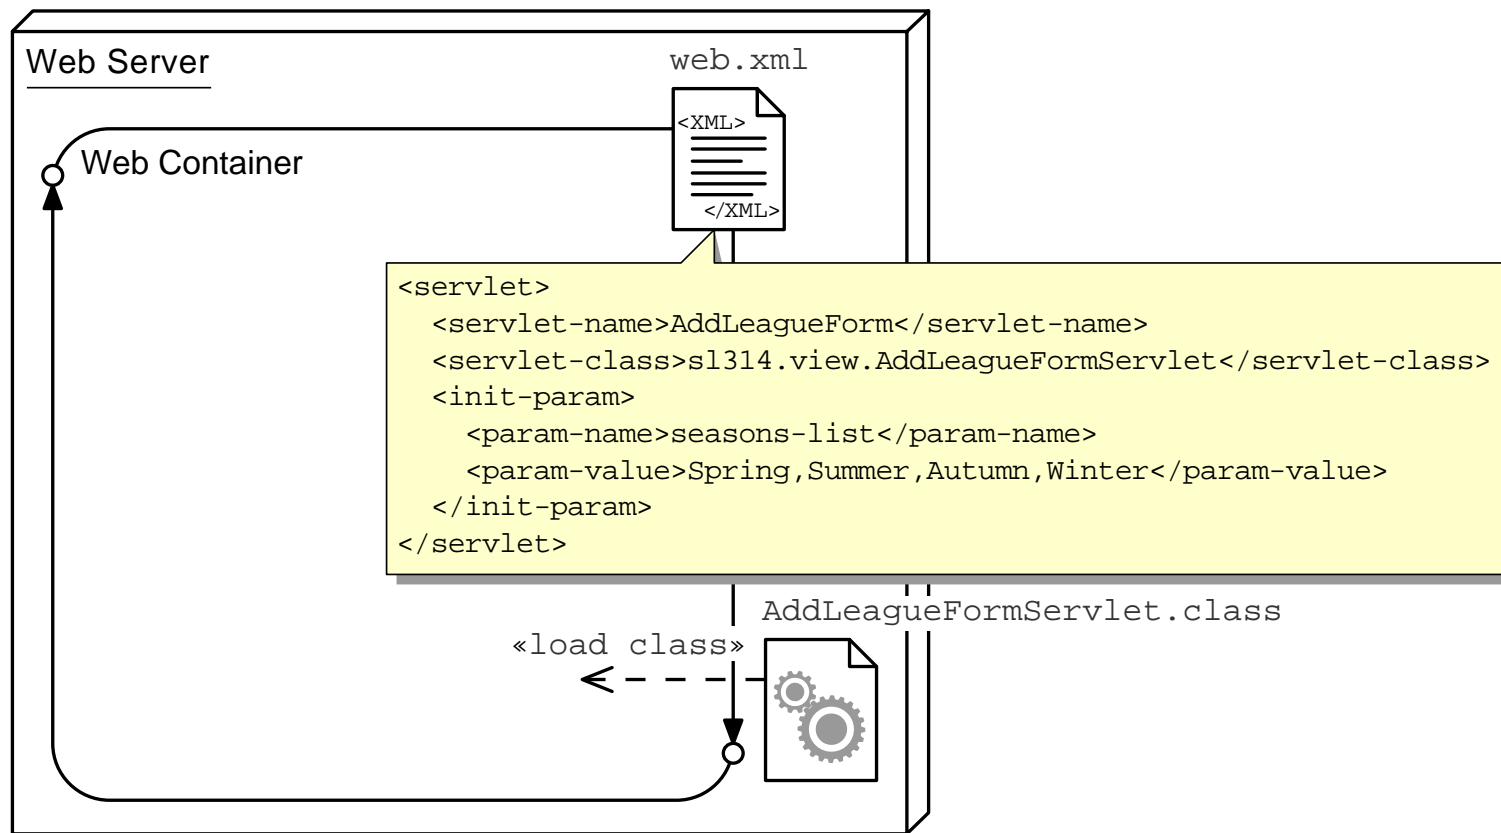 Web Server
web.xml
<XML>
Web Container
</XML>
<servlet>
  <servlet-name>AddLeagueForm</servlet-name>
  <servlet-class>sl314.view.AddLeagueFormServlet</servlet-class>
  <init-param>
    <param-name>seasons-list</param-name>
    <param-value>Spring,Summer,Autumn,Winter</param-value>
  </init-param>
</servlet>
AddLeagueFormServlet.class
«load class»